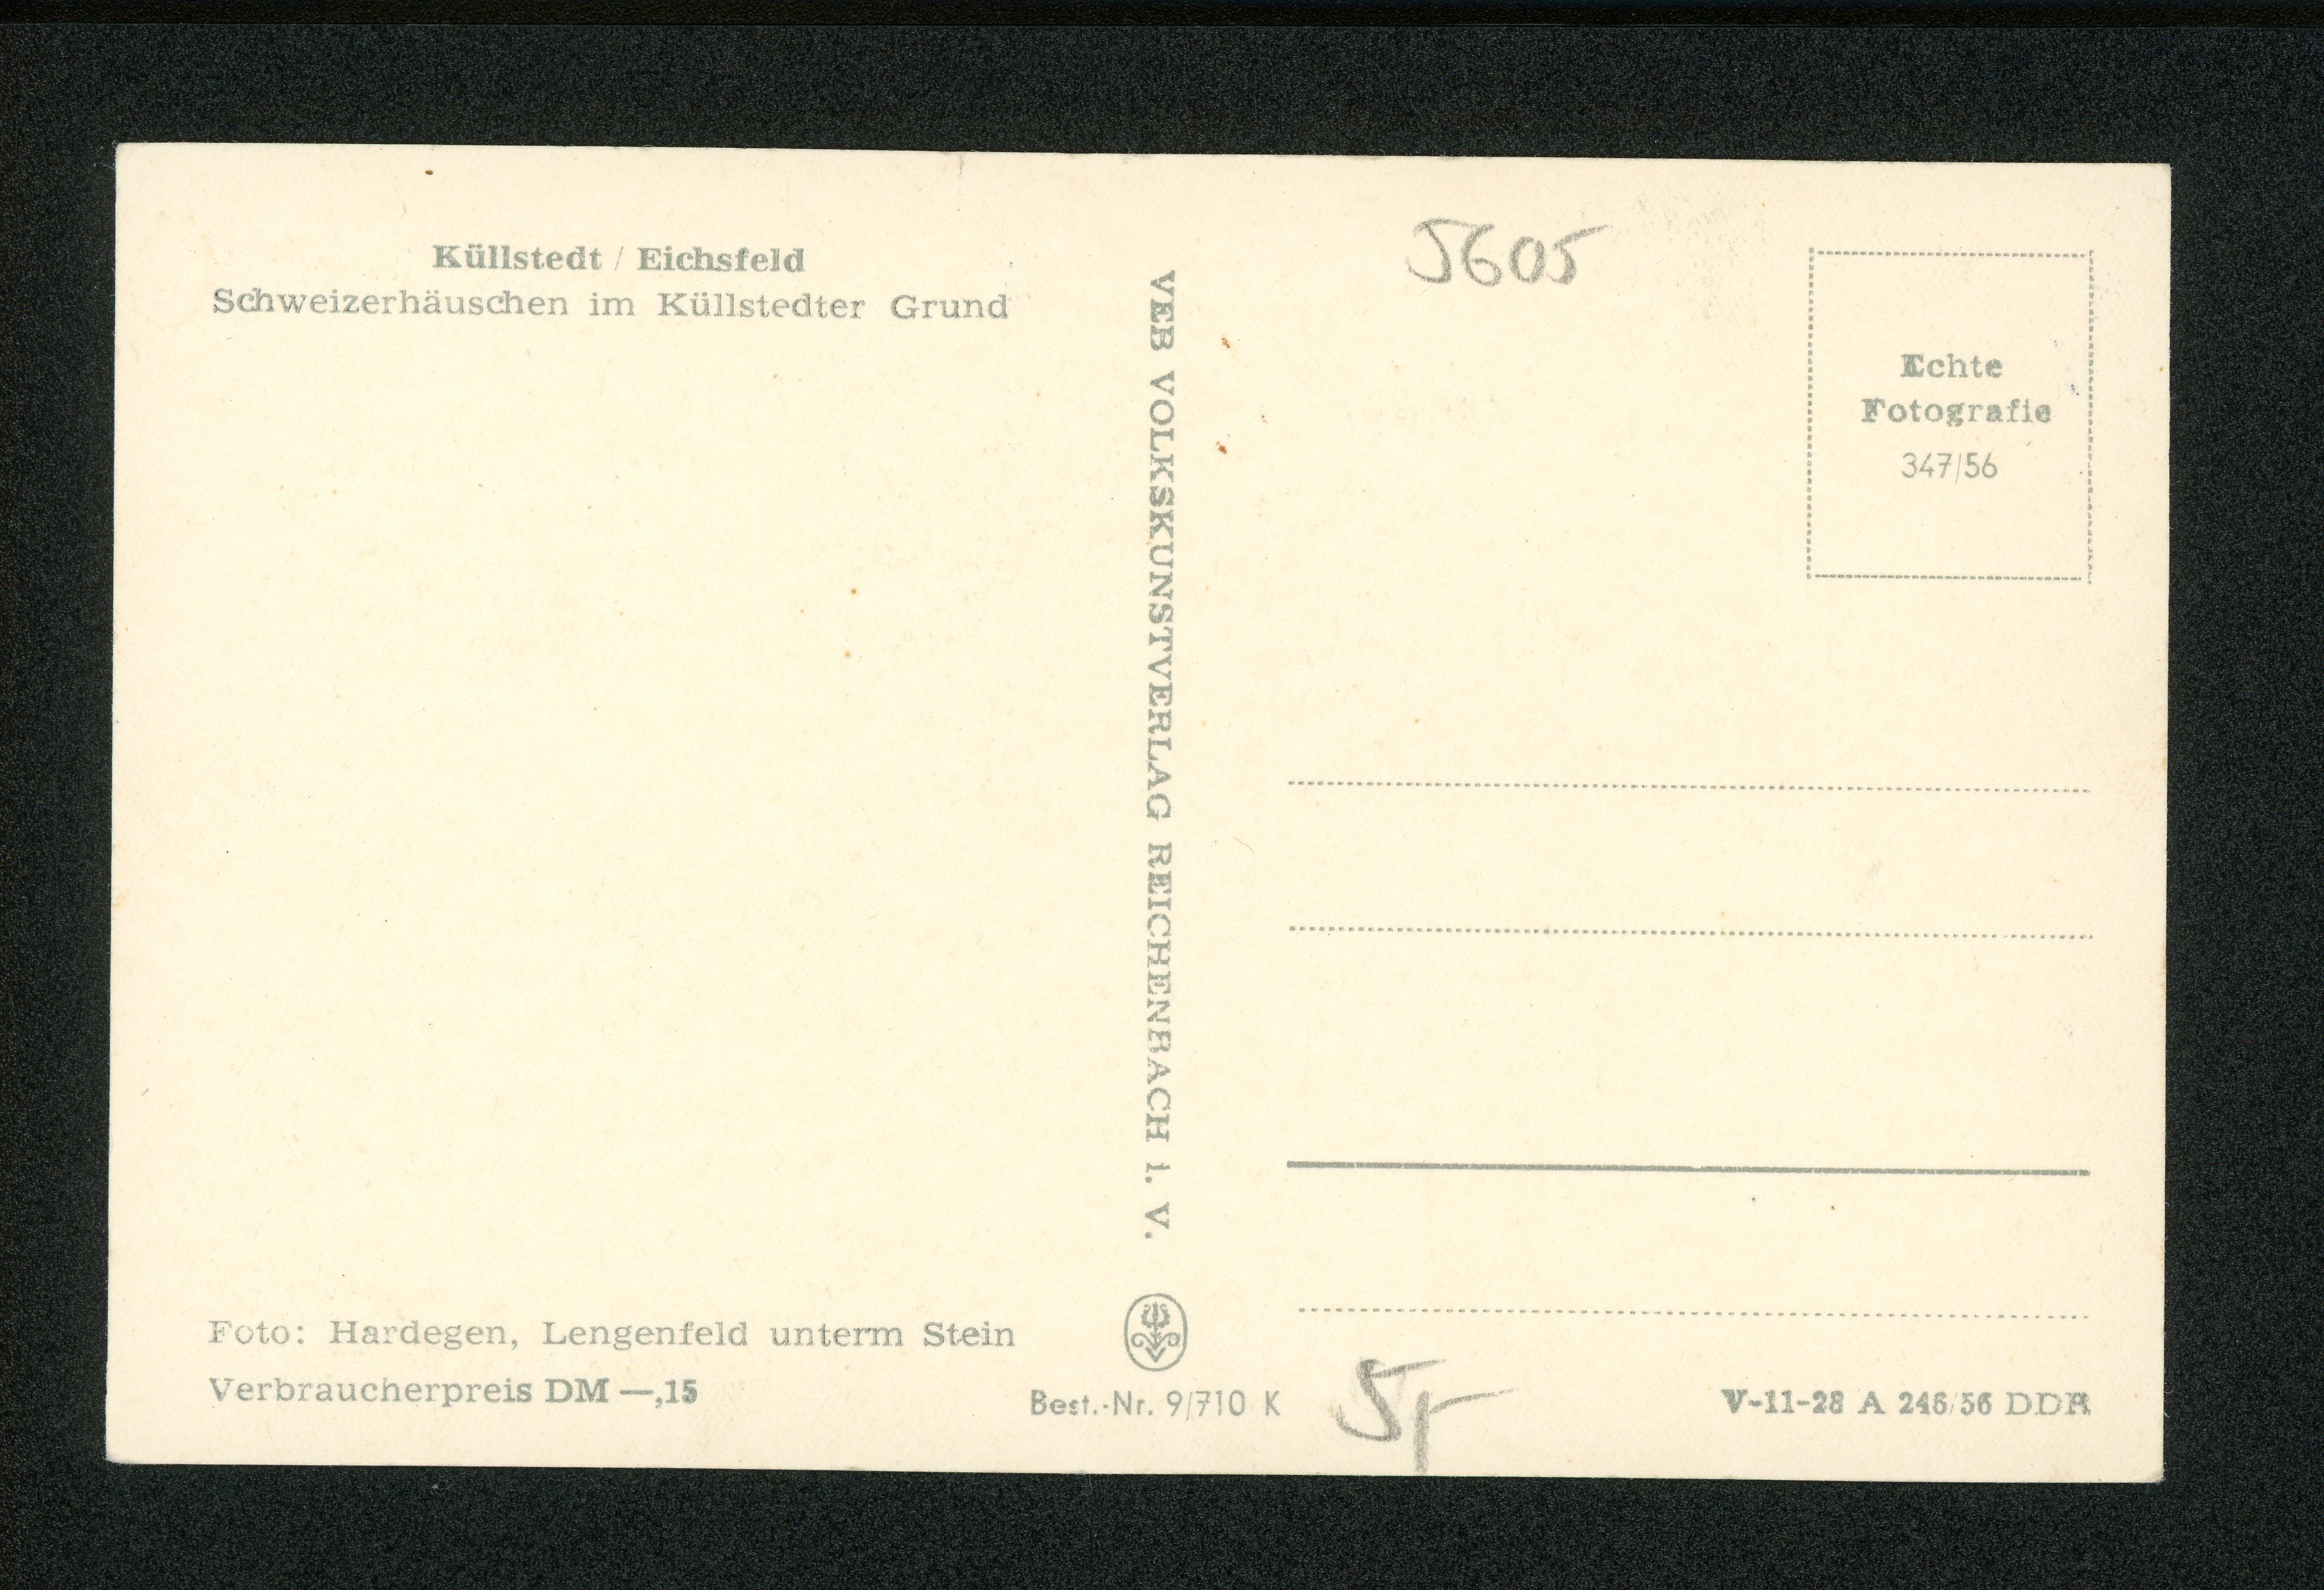 Küllstedt / Eichsfeld
Schweizerhäuschen im Küllstedter Grund
Foto: Hardegen, Lengenfeld unterm Stein
Verbraucherpreis DM —,15
VEB VOLKSKUNSTVERLAG REICHENBACH i. V.
Best.-Nr. 9/710 K
5605
Echte
Fotografie
347/56
5,-
V-11-28 A 246/56 DDR